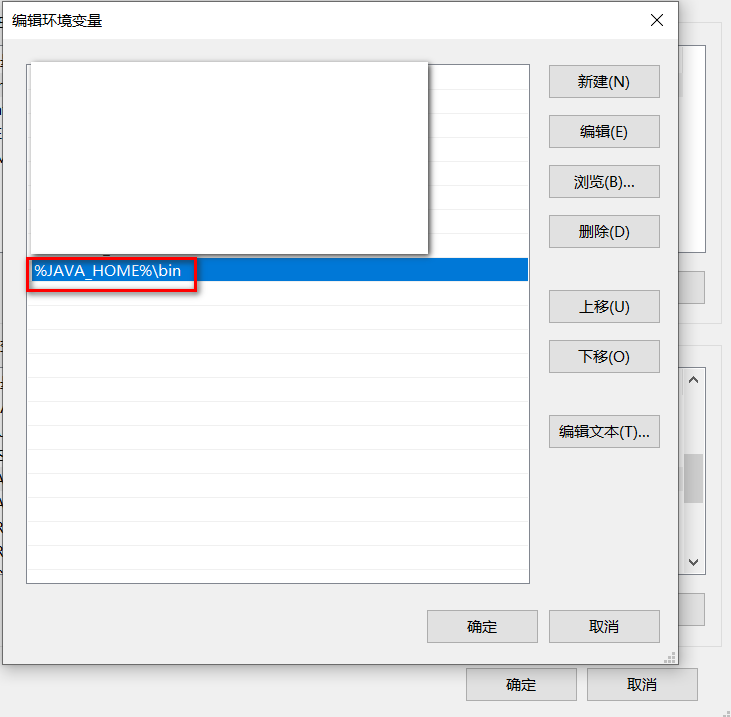 编辑环境变量
新建(N)
编辑(E)
浏览(B)...
删除(D)
%JAVA_HOME%\bin
上移(U)
下移(O)
编辑文本(T)...
确定
取消
确定
取消